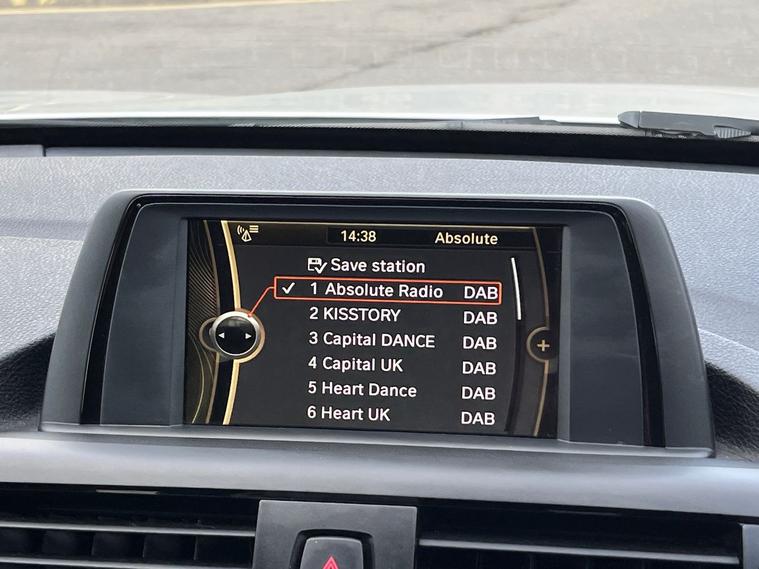 14:38 Absolute
Save station
1 Absolute Radio DAB
2 KISSTORY DAB
3 Capital DANCE DAB
4 Capital UK DAB
5 Heart Dance DAB
6 Heart UK DAB